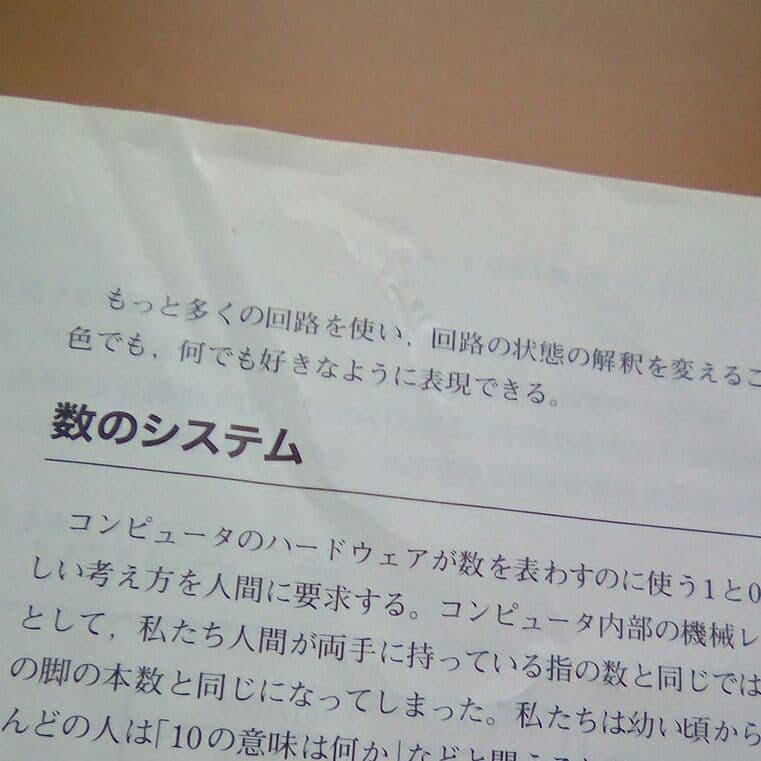 もっと多くの回路を使い，回路の状態の解釈を変えるこ
色でも，何でも好きなように表現できる。
数のシステム
コンピュータのハードウェアが数を表わすのに使う1と0
しい考え方を人間に要求する。コンピュータ内部の機械レ
として，私たち人間が両手に持っている指の数と同じでは
の脚の本数と同じになってしまった。私たちは幼い頃から
んどの人は「10の意味は何か」などと